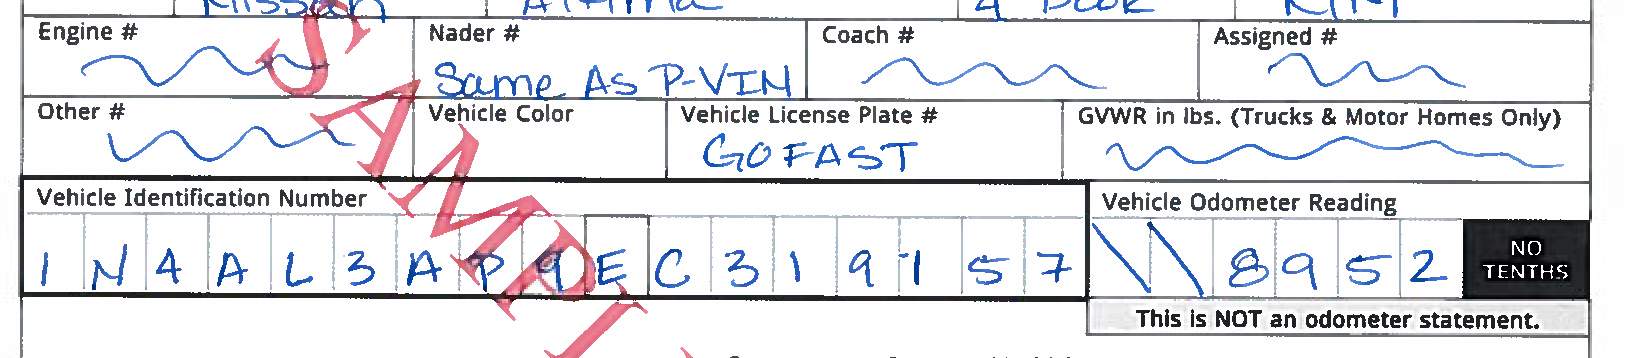 Nissan Altima 4 Door
Engine # Nader # Coach # Assigned #
Same As P-VIN
Other # Vehicle Color Vehicle License Plate # GVWR in lbs. (Trucks & Motor Homes Only)
GOFAST
Vehicle Identification Number Vehicle Odometer Reading
1 N 4 A L 3 A P 9 E C 3 1 9 1 5 7 \ \ 8 9 5 2 NO TENTHS
This is NOT an odometer statement.
SAMPL